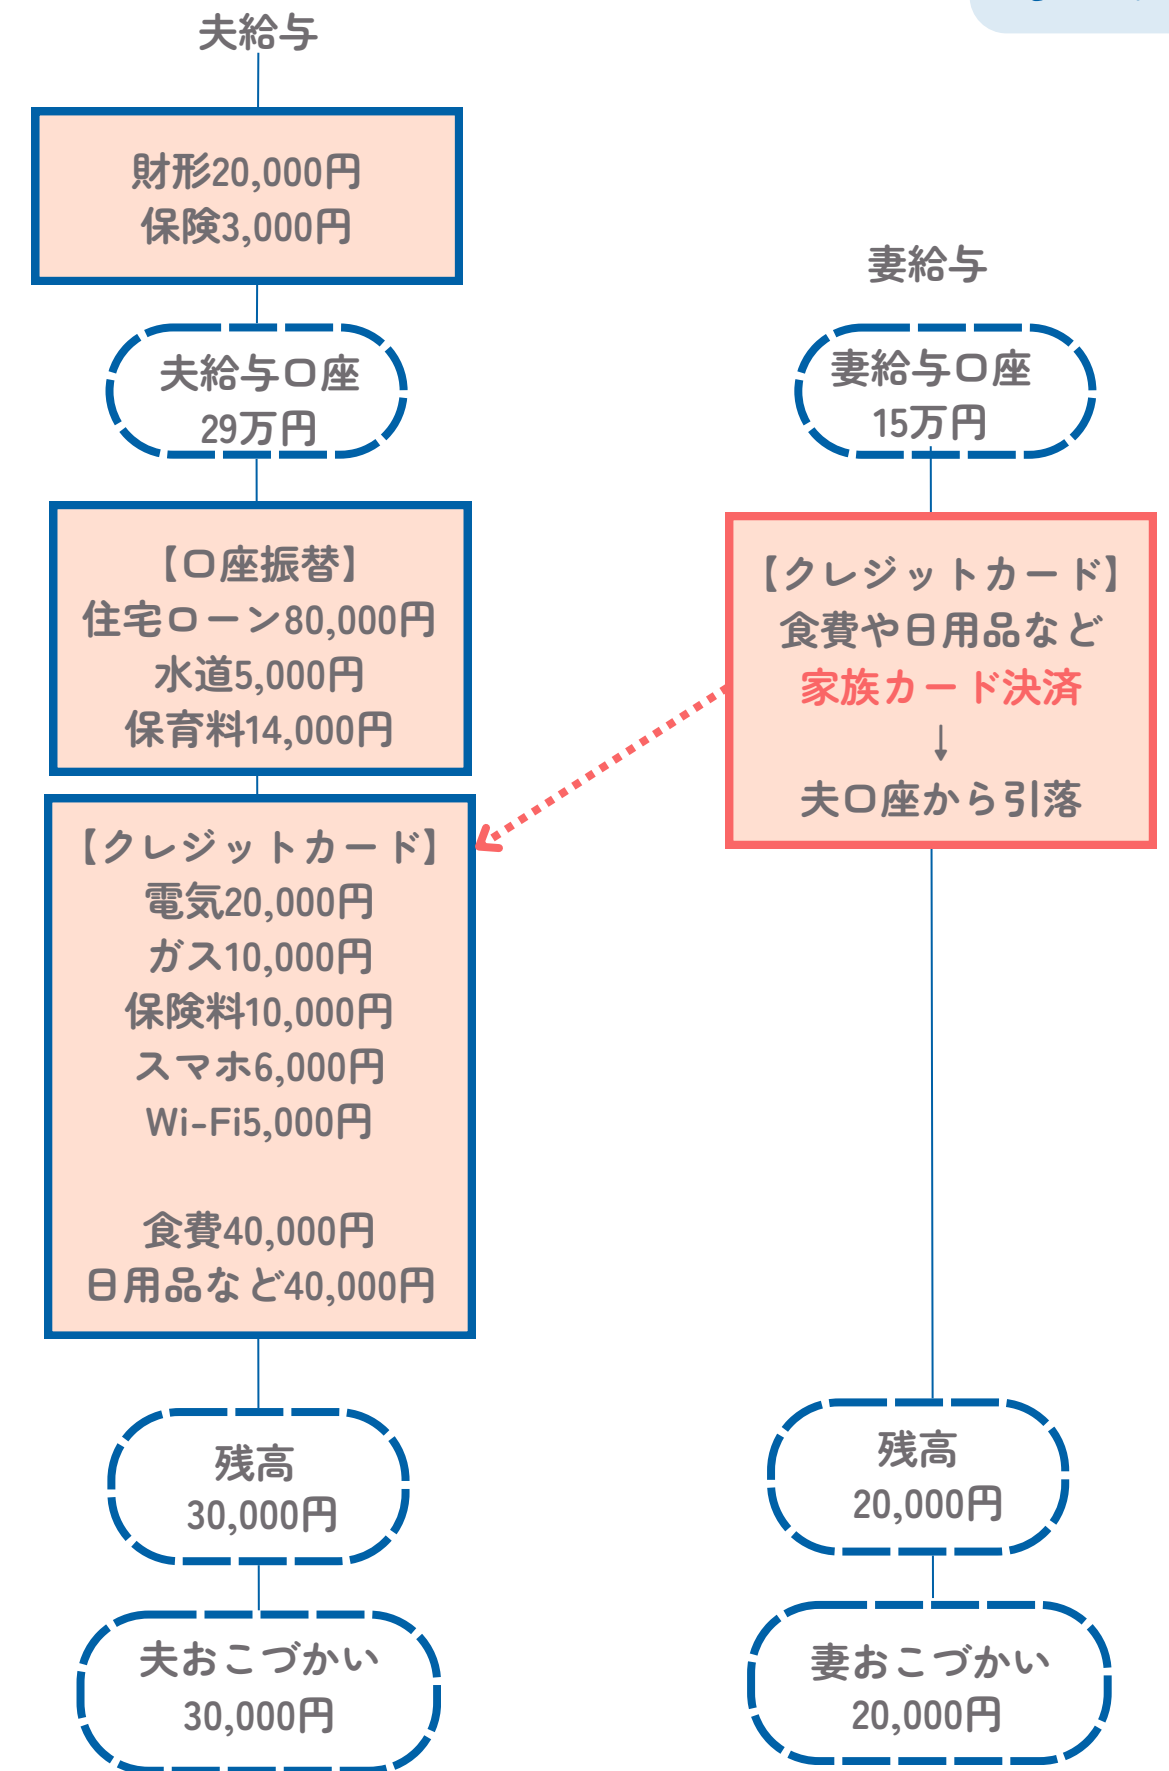 夫給与
財形20,000円
保険3,000円
夫給与口座
29万円
【口座振替】
住宅ローン80,000円
水道5,000円
保育料14,000円
【クレジットカード】
電気20,000円
ガス10,000円
保険料10,000円
スマホ6,000円
Wi-Fi5,000円
食費40,000円
日用品など40,000円
残高
30,000円
夫おこづかい
30,000円
妻給与
妻給与口座
15万円
【クレジットカード】
食費や日用品など
家族カード決済
↓
夫口座から引落
残高
20,000円
妻おこづかい
20,000円